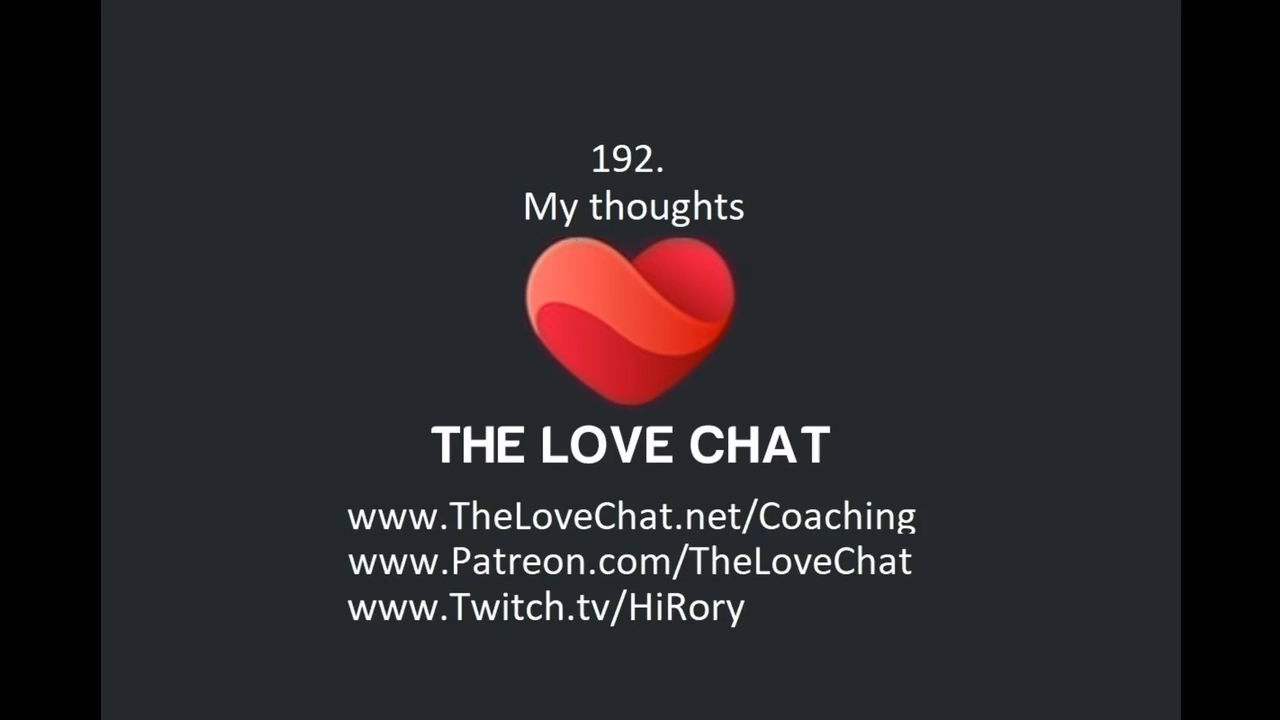 192.
My thoughts
THE LOVE CHAT
www.TheLoveChat.net/Coaching
www.Patreon.com/TheLoveChat
www.Twitch.tv/HiRory